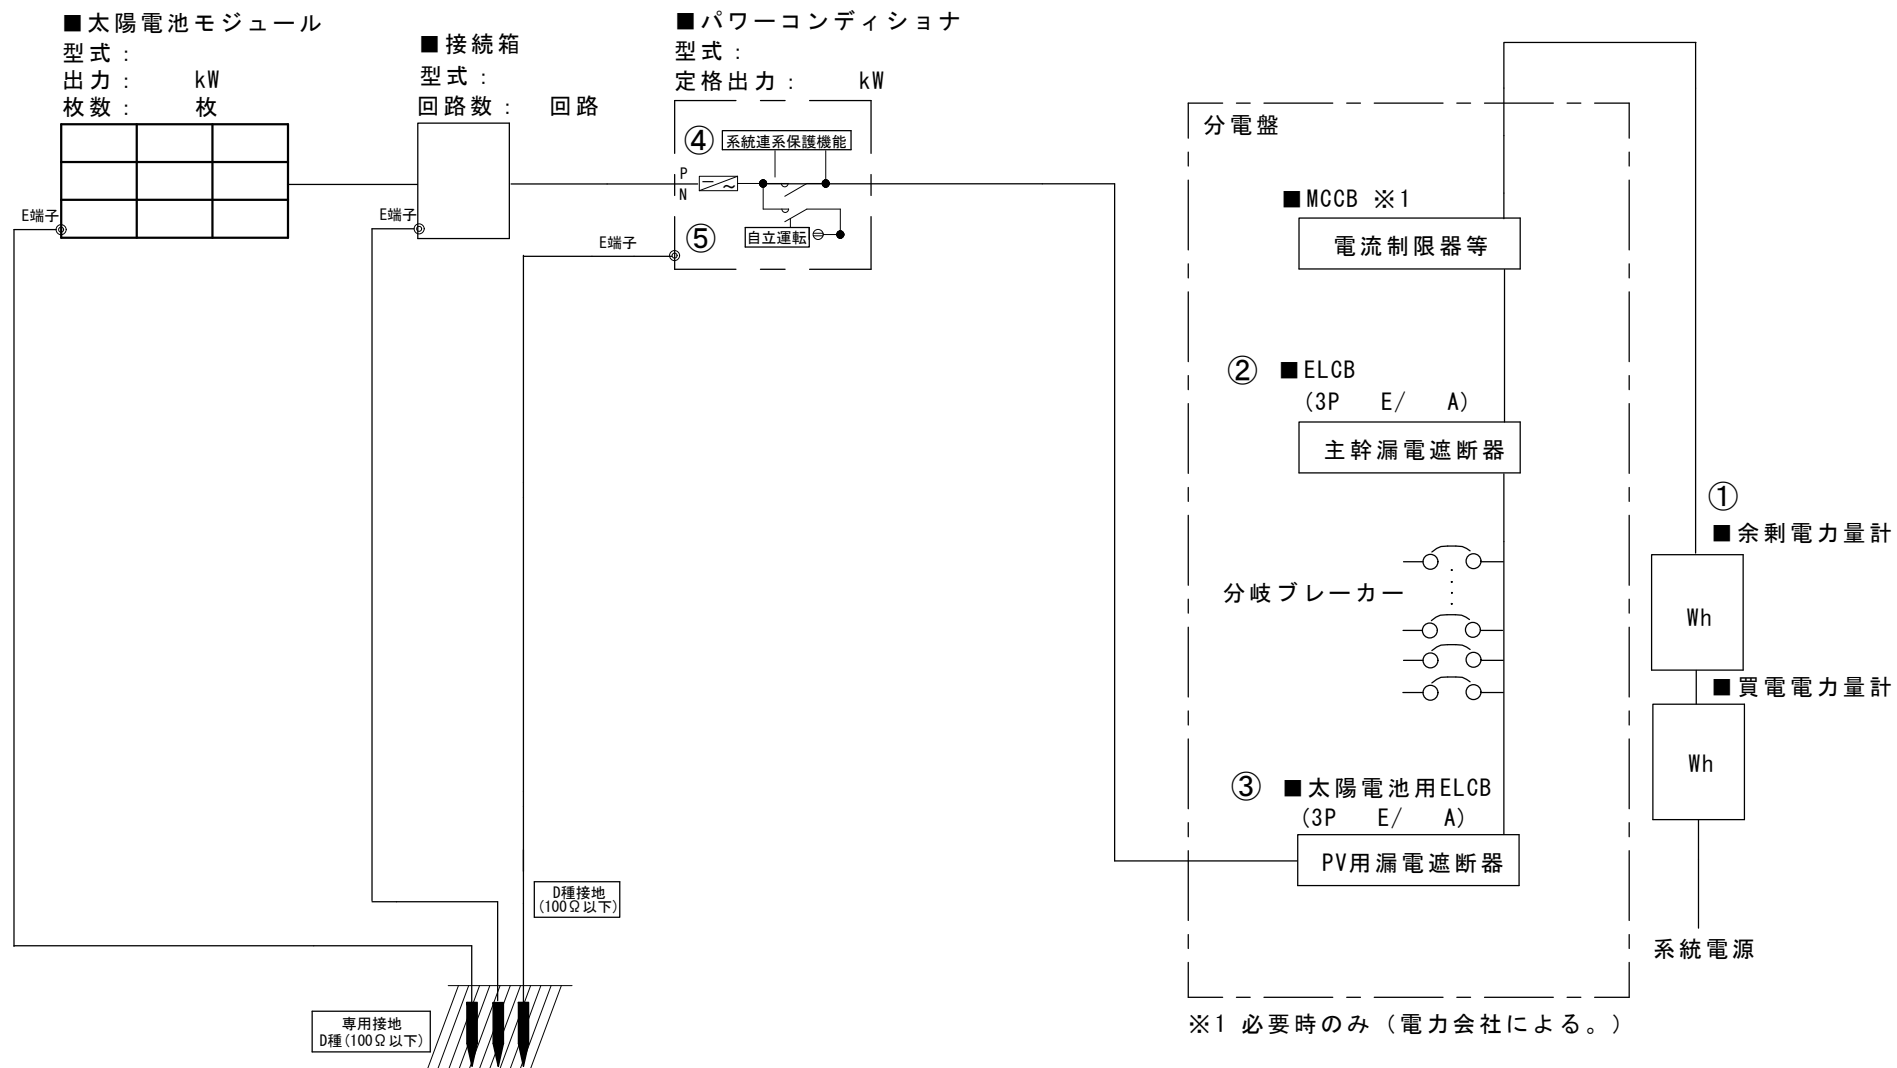 ■太陽電池モジュール
型式：
出力：　　kW
枚数：　　枚
■接続箱
型式：
回路数：　回路
■パワーコンディショナ
型式：
定格出力：　　kW
④
系統連系保護機能
P
N
⑤
自立運転
E端子
E端子
E端子
分電盤
■MCCB ※1
電流制限器等
② ■ELCB
(3P　E/　A)
主幹漏電遮断器
分岐ブレーカー
③ ■太陽電池用ELCB
(3P　E/　A)
PV用漏電遮断器
①
■余剰電力量計
Wh
■買電電力量計
Wh
系統電源
D種接地
(100Ω以下)
専用接地
D種(100Ω以下)
※1 必要時のみ（電力会社による。）